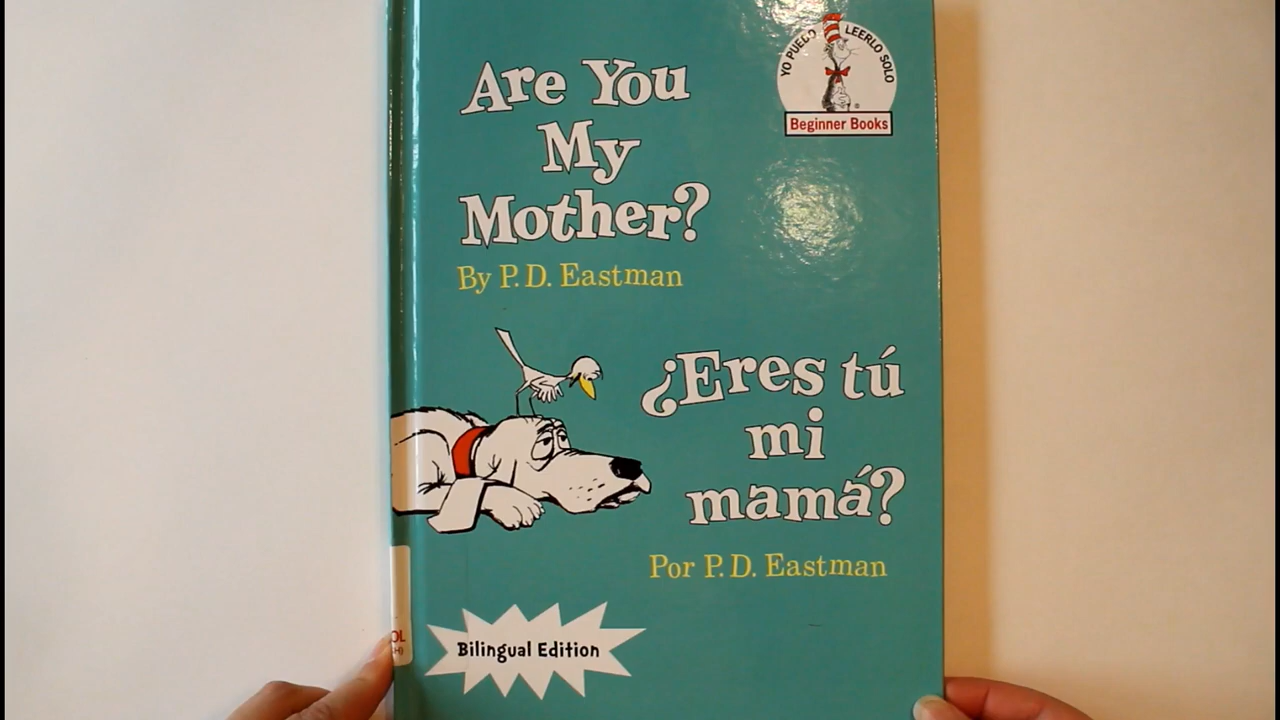 Are You
My
Mother?
By P.D. Eastman
YO PUEDO LEERLO SOLO
Beginner Books
¿Eres tú
mi
mamá?
Por P.D. Eastman
Bilingual Edition